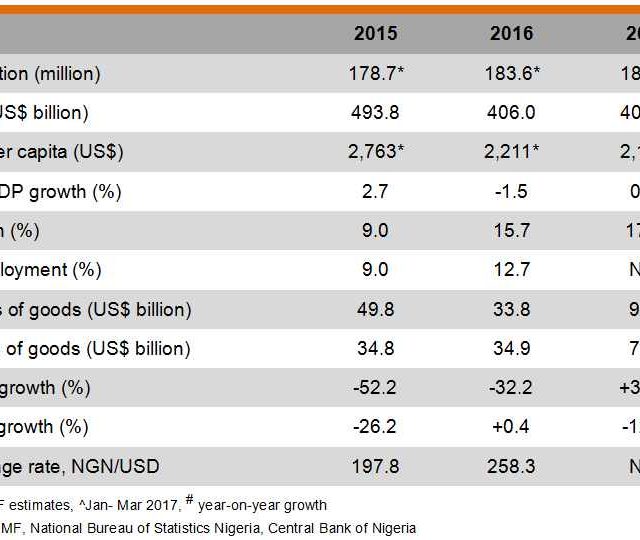 2015 2016 20
tion (million) 178.7* 183.6* 18
US$ billion) 493.8 406.0 40
er capita (US$) 2,763* 2,211* 2,1
DP growth (%) 2.7 -1.5 0
n (%) 9.0 15.7 17
loyment (%) 9.0 12.7 N
s of goods (US$ billion) 49.8 33.8 9
of goods (US$ billion) 34.8 34.9 7
growth (%) -52.2 -32.2 +3
growth (%) -26.2 +0.4 -1
ge rate, NGN/USD 197.8 258.3 N
F estimates, ^Jan- Mar 2017, # year-on-year growth
MF, National Bureau of Statistics Nigeria, Central Bank of Nigeria